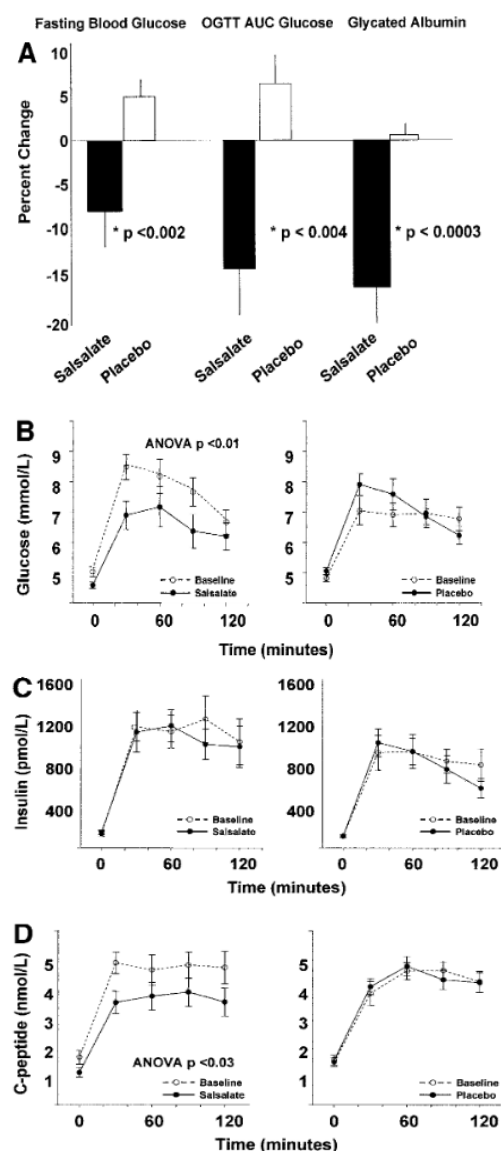 Fasting Blood Glucose OGTT AUC Glucose Glycated Albumin
A
Percent Change
10
5
0
-5
-10
-15
-20
* p <0.002
* p <0.004
* p < 0.0003
Salsalate
Placebo
Salsalate
Placebo
Salsalate
Placebo
B
Glucose (mmol/L)
9
8
7
6
5
ANOVA p <0.01
Baseline
Salsalate
0 60 120
Time (minutes)
9
8
7
6
5
Baseline
Placebo
0 60 120
Time (minutes)
C
Insulin (pmol/L)
1600
1200
800
400
Baseline
Salsalate
0 60 120
Time (minutes)
1600
1200
800
400
Baseline
Placebo
0 60 120
Time (minutes)
D
C-peptide (nmol/L)
5
4
3
2
1
ANOVA p <0.03
Baseline
Salsalate
0 60 120
Time (minutes)
5
4
3
2
1
Baseline
Placebo
0 60 120
Time (minutes)